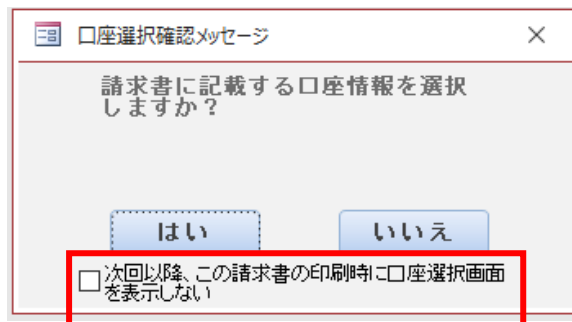 口座選択確認メッセージ
請求書に記載する口座情報を選択
しますか？
はい
いいえ
次回以降、この請求書の印刷時に口座選択画面
を表示しない